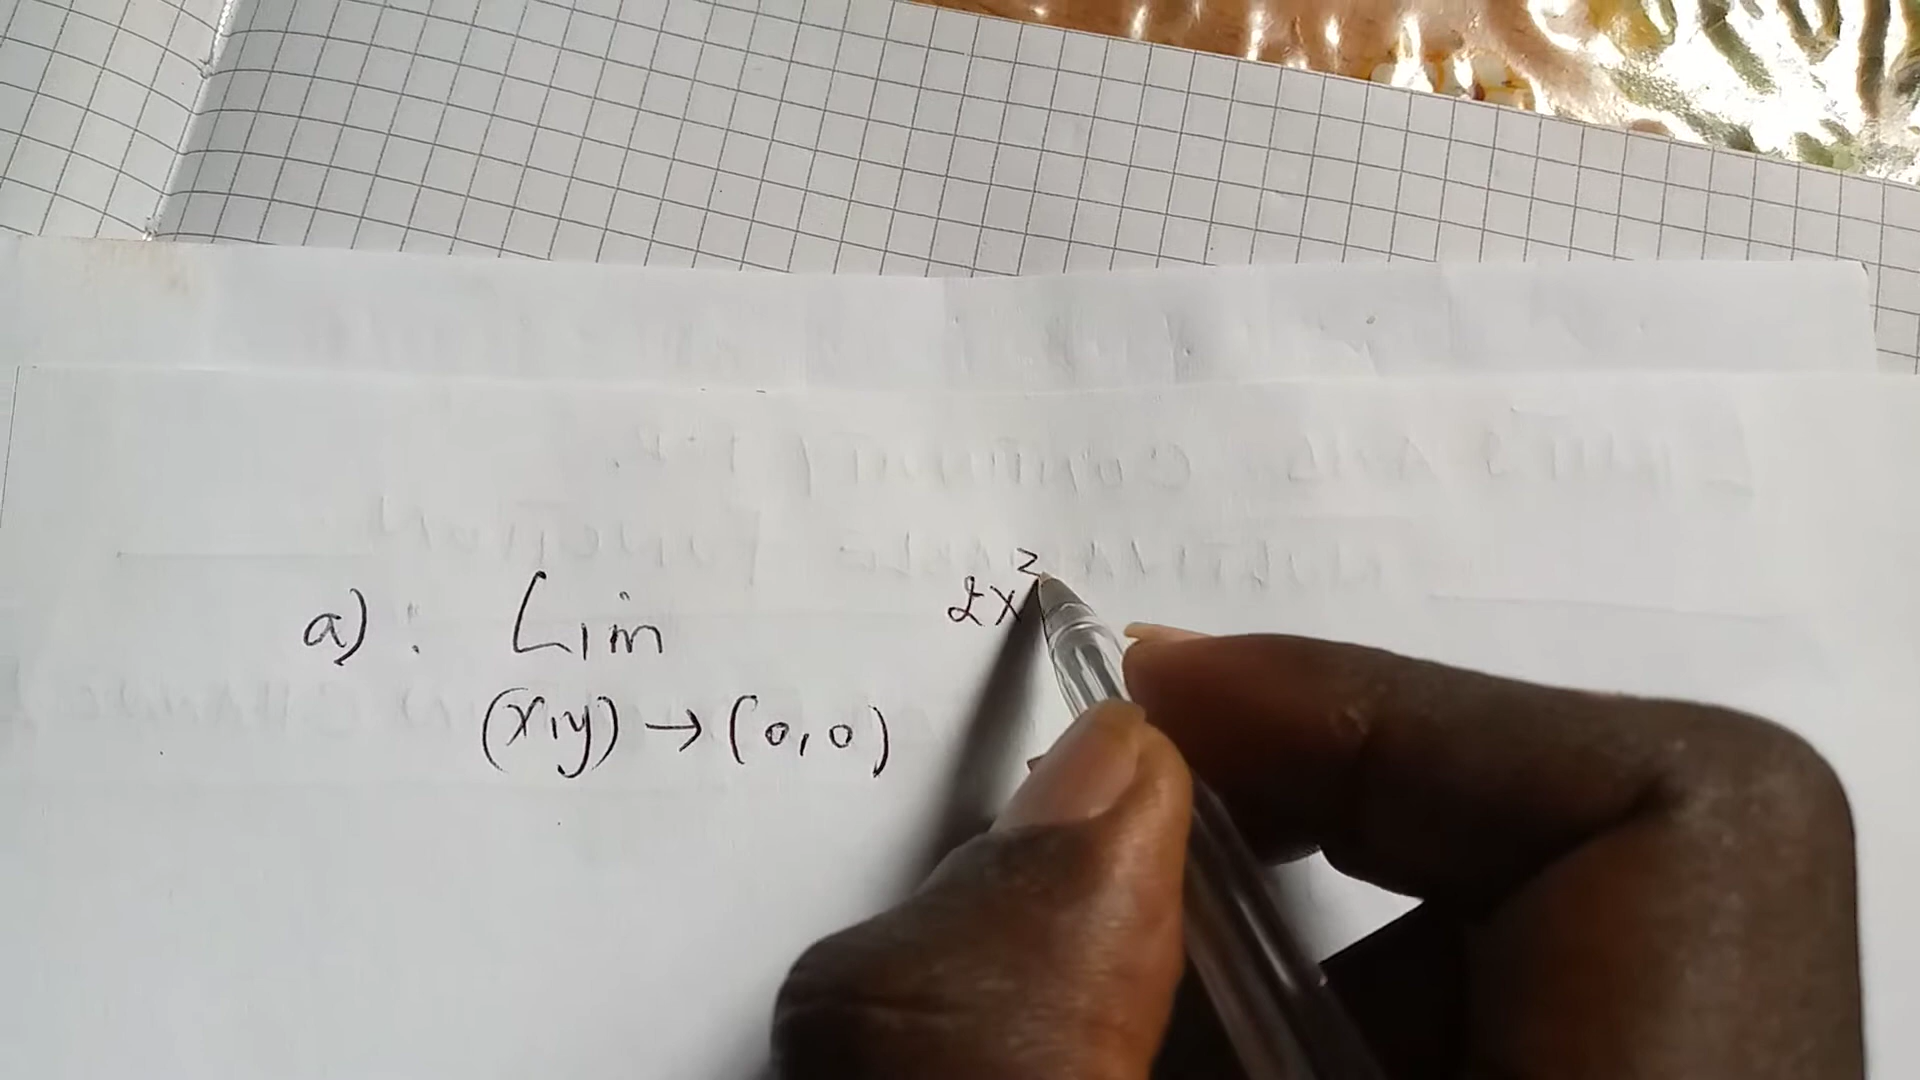 a): Lim 2x²
(x,y) → (0,0)